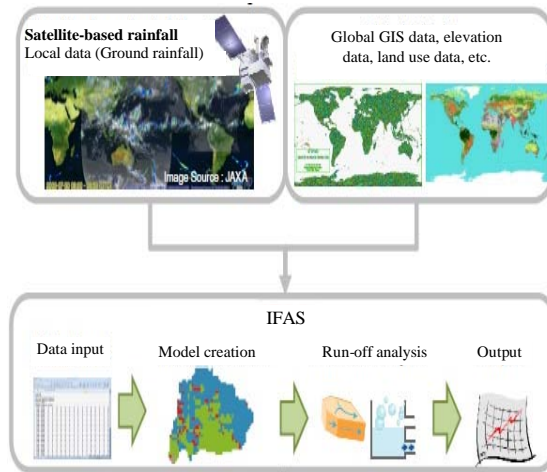 Satellite-based rainfall
Local data (Ground rainfall)
Image Source : JAXA
Global GIS data, elevation
data, land use data, etc.
IFAS
Data input
Model creation
Run-off analysis
Output